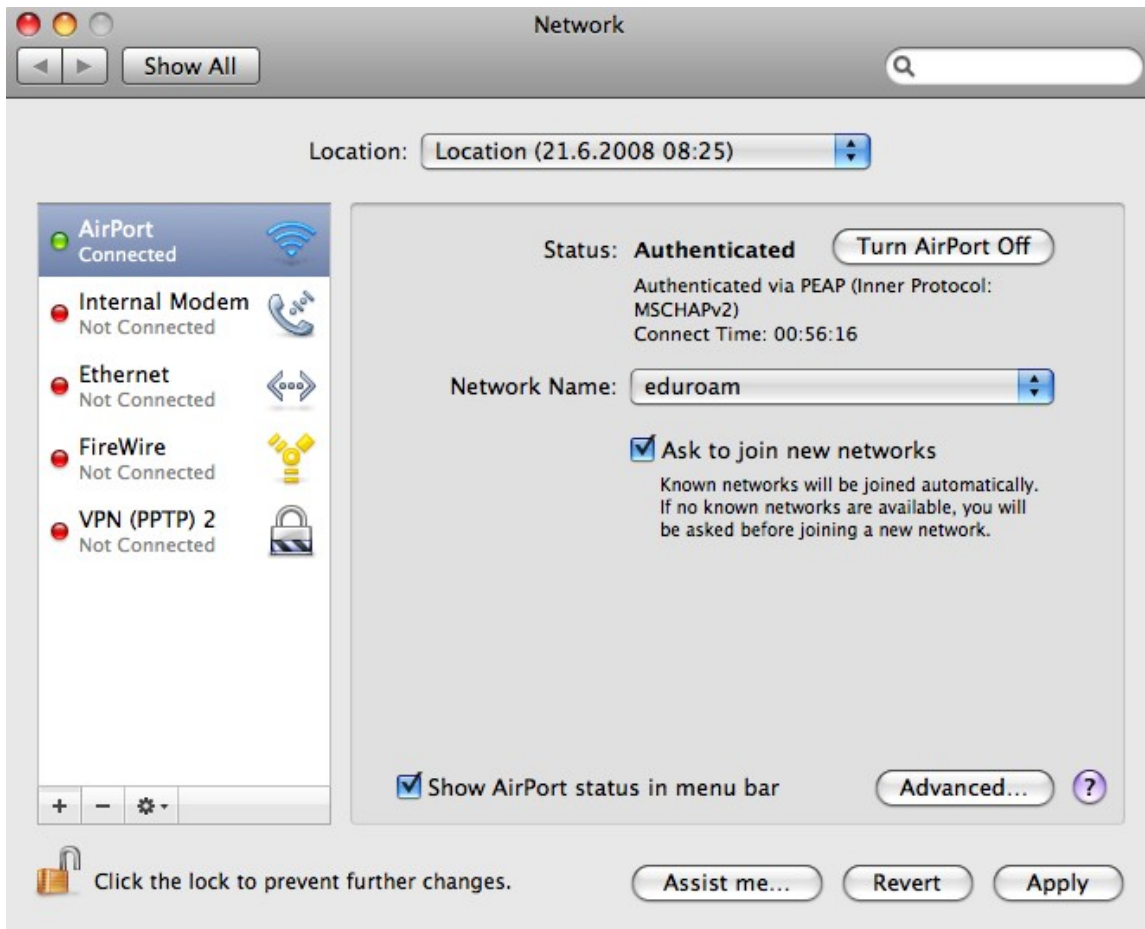 Network
Show All
Location: Location (21.6.2008 08:25)
AirPort
Connected
Internal Modem
Not Connected
Ethernet
Not Connected
FireWire
Not Connected
VPN (PPTP) 2
Not Connected
Status: Authenticated Turn AirPort Off
Authenticated via PEAP (Inner Protocol:
MSCHAPv2)
Connect Time: 00:56:16
Network Name: eduroam
Ask to join new networks
Known networks will be joined automatically.
If no known networks are available, you will
be asked before joining a new network.
Show AirPort status in menu bar Advanced... ?
Click the lock to prevent further changes. Assist me... Revert Apply